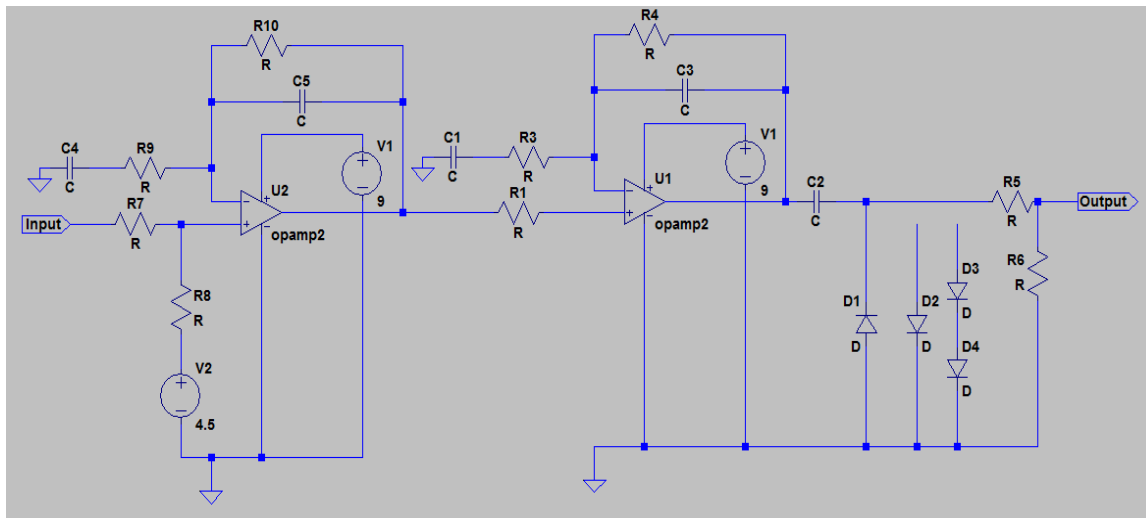 R10
R
C5
C
V1
9
C4
C
R9
R
U2
opamp2
Input
R7
R
R8
R
V2
4.5
R4
R
C3
C
V1
9
C1
C
R3
R
U1
opamp2
R1
R
C2
C
R5
R
Output
R6
R
D1
D
D2
D
D3
D
D4
D